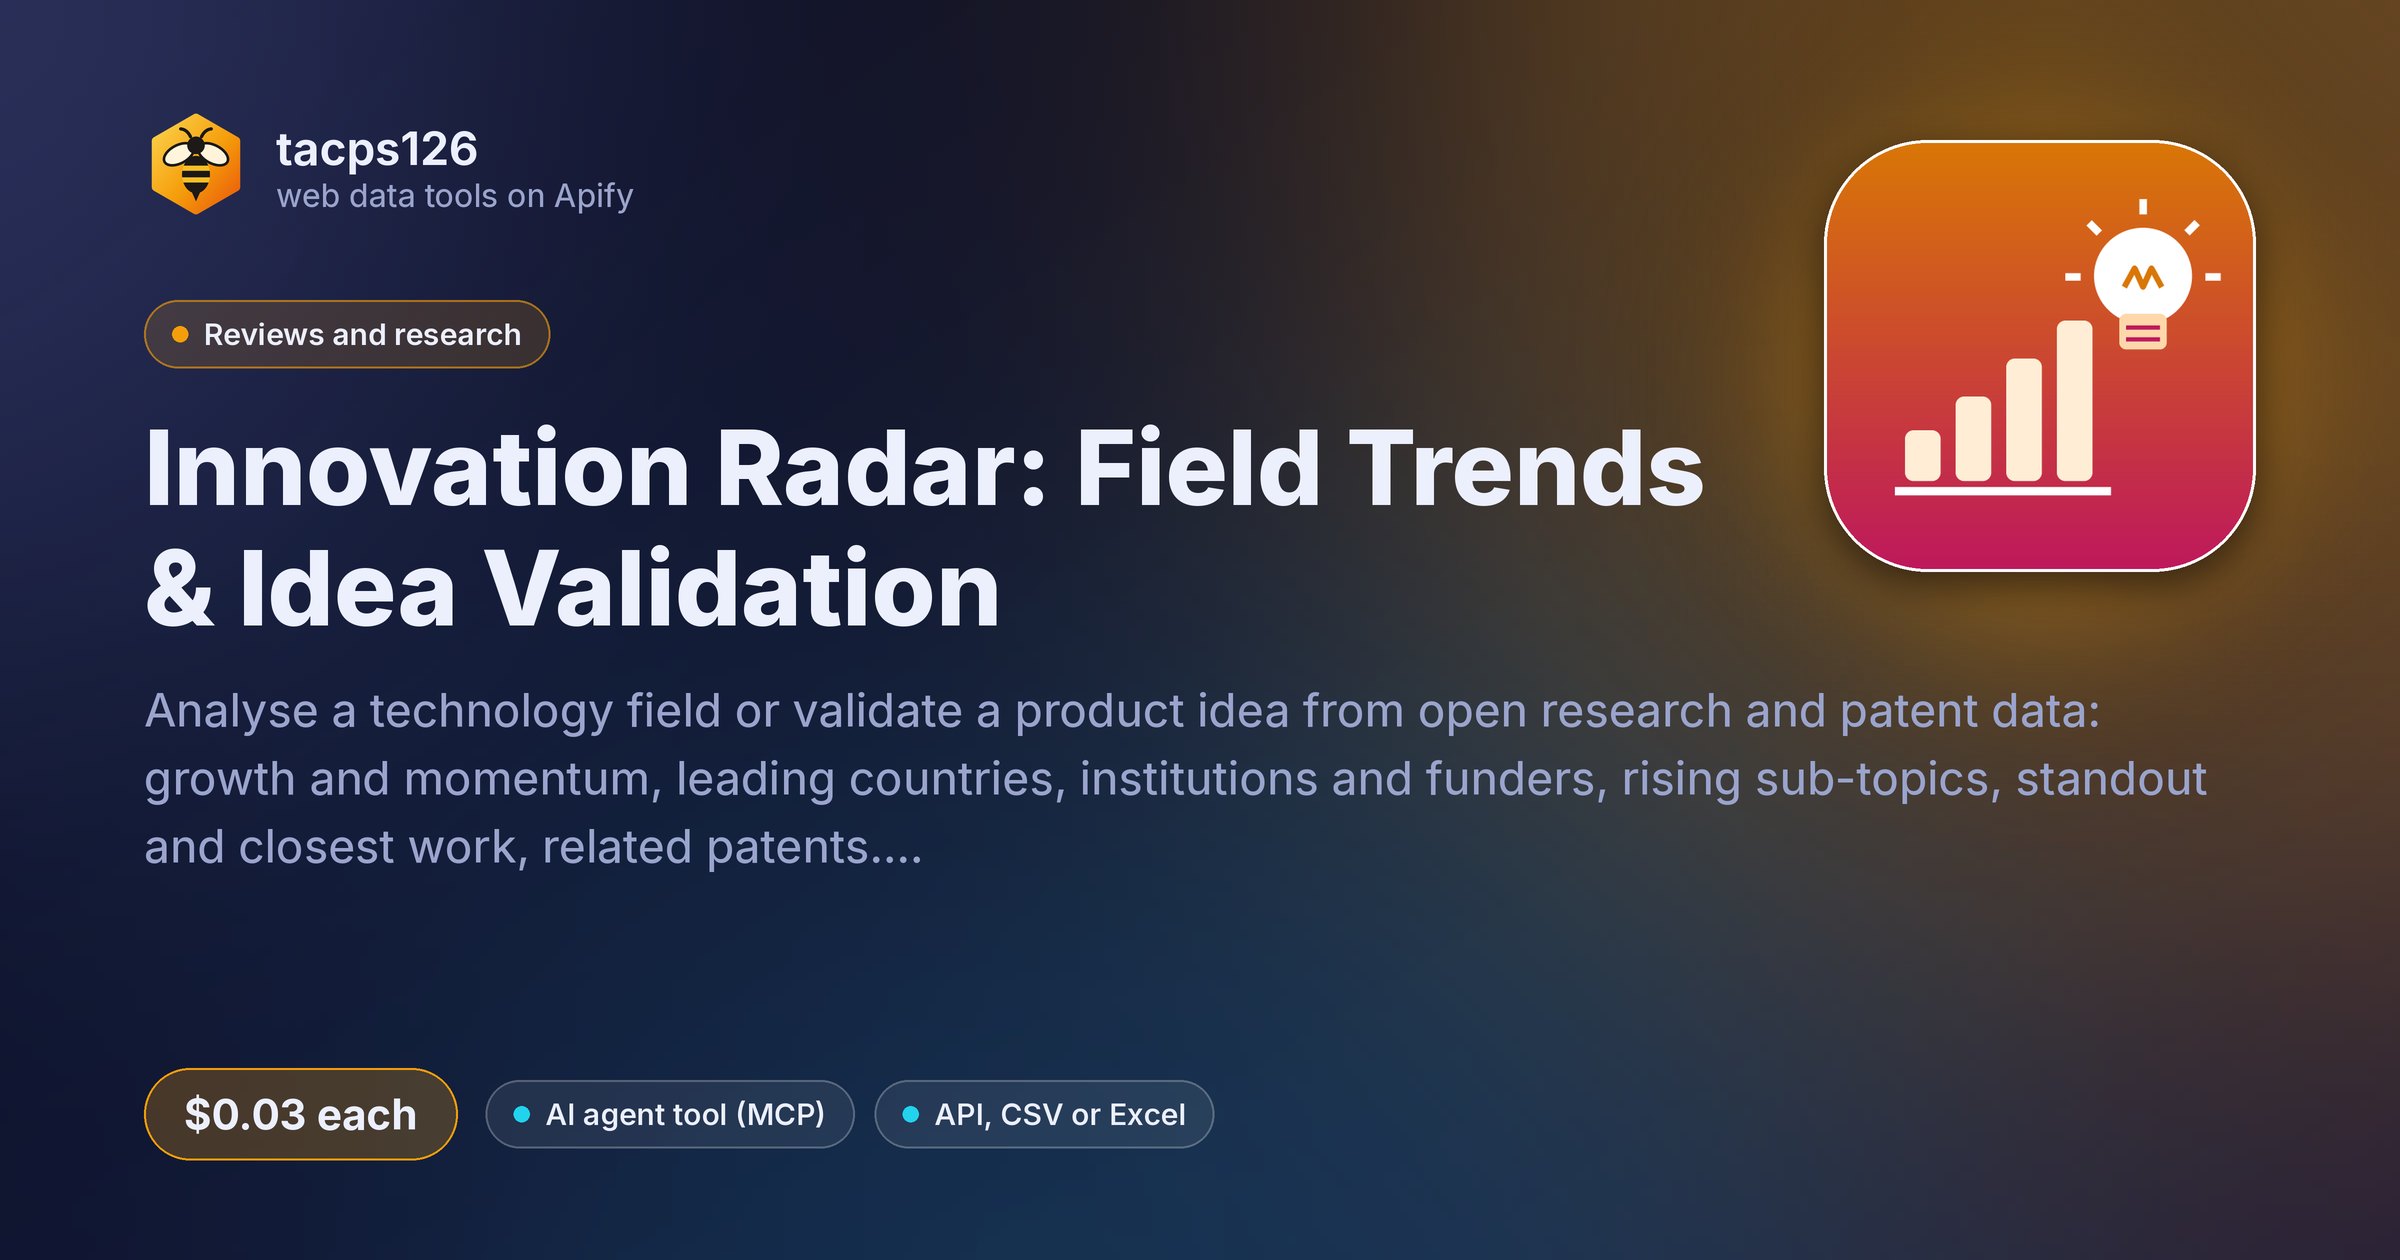 tacps126
web data tools on Apify
Reviews and research
Innovation Radar: Field Trends
& Idea Validation
Analyse a technology field or validate a product idea from open research and patent data:
growth and momentum, leading countries, institutions and funders, rising sub-topics, standout
and closest work, related patents....
$0.03 each
AI agent tool (MCP)
API, CSV or Excel